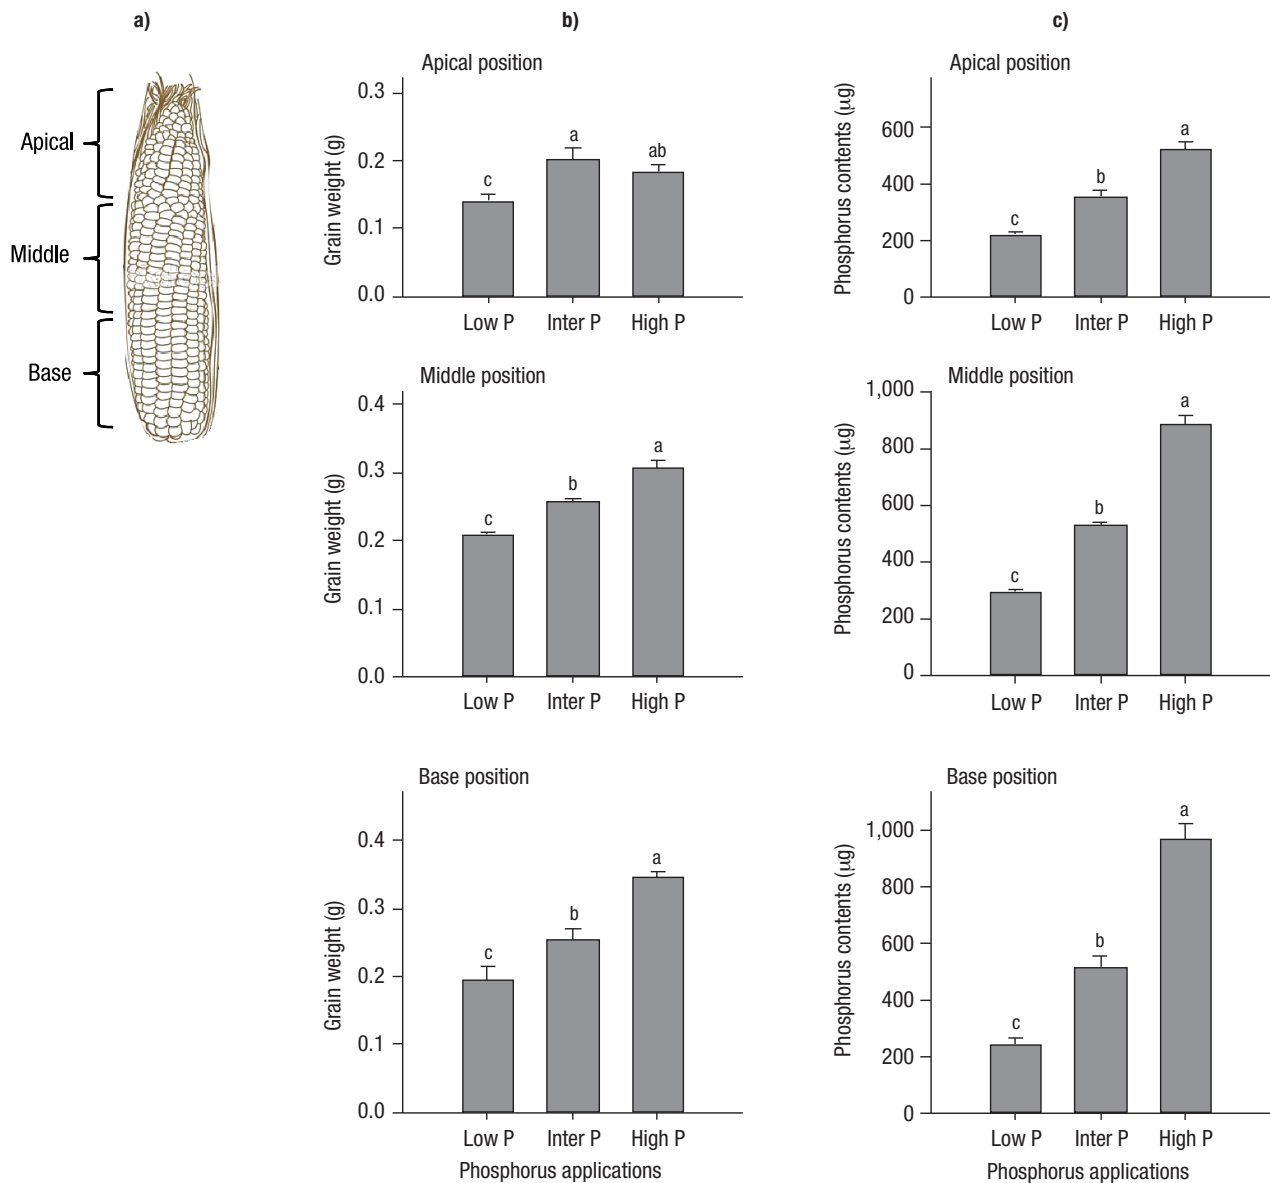 a)
Apical
Middle
Base
b)
Apical position
Grain weight (g)
0.3
0.2
0.1
0.0
c
a
ab
Low P Inter P High P
Middle position
Grain weight (g)
0.4
0.3
0.2
0.1
0.0
c
b
a
Low P Inter P High P
Base position
Grain weight (g)
0.4
0.3
0.2
0.1
0.0
c
b
a
Low P Inter P High P
Phosphorus applications
c)
Apical position
Phosphorus contents (µg)
600
400
200
0
c
b
a
Low P Inter P High P
Middle position
Phosphorus contents (µg)
1,000
800
600
400
200
0
c
b
a
Low P Inter P High P
Base position
Phosphorus contents (µg)
1,000
800
600
400
200
0
c
b
a
Low P Inter P High P
Phosphorus applications